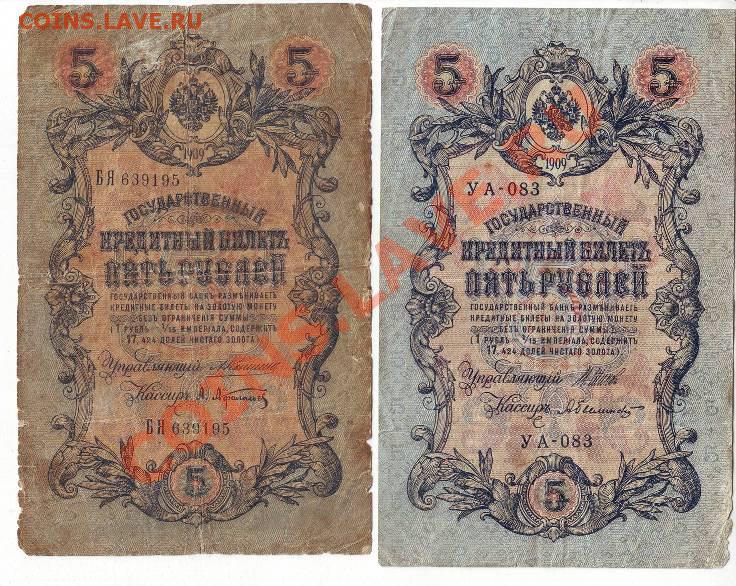 COINS.LAVE.RU
5 5
1909
БЯ 639195
ГОСУДАРСТВЕННЫЙ
КРЕДИТНЫЙ БИЛЕТЪ
ПЯТЬ РУБЛЕЙ
ГОСУДАРСТВЕННЫЙ БАНКЪ РАЗМѢНИВАЕТЪ
КРЕДИТНЫЕ БИЛЕТЫ НА ЗОЛОТУЮ МОНЕТУ
БЕЗЪ ОГРАНИЧЕНІЯ СУММЫ
(1 РУБЛЬ = 1/15 ИМПЕРІАЛА, СОДЕРЖИТЪ
17,424 ДОЛЕЙ ЧИСТАГО ЗОЛОТА)
Управляющій
Кассиръ
БЯ 639195
5
5 5
1909
УА-083
ГОСУДАРСТВЕННЫЙ
КРЕДИТНЫЙ БИЛЕТЪ
ПЯТЬ РУБЛЕЙ
ГОСУДАРСТВЕННЫЙ БАНКЪ РАЗМѢНИВАЕТЪ
КРЕДИТНЫЕ БИЛЕТЫ НА ЗОЛОТУЮ МОНЕТУ
БЕЗЪ ОГРАНИЧЕНІЯ СУММЫ
(1 РУБЛЬ = 1/15 ИМПЕРІАЛА, СОДЕРЖИТЪ
17,424 ДОЛЕЙ ЧИСТАГО ЗОЛОТА)
Управляющій
Кассиръ
УА-083
5
COINS.LAVE.RU